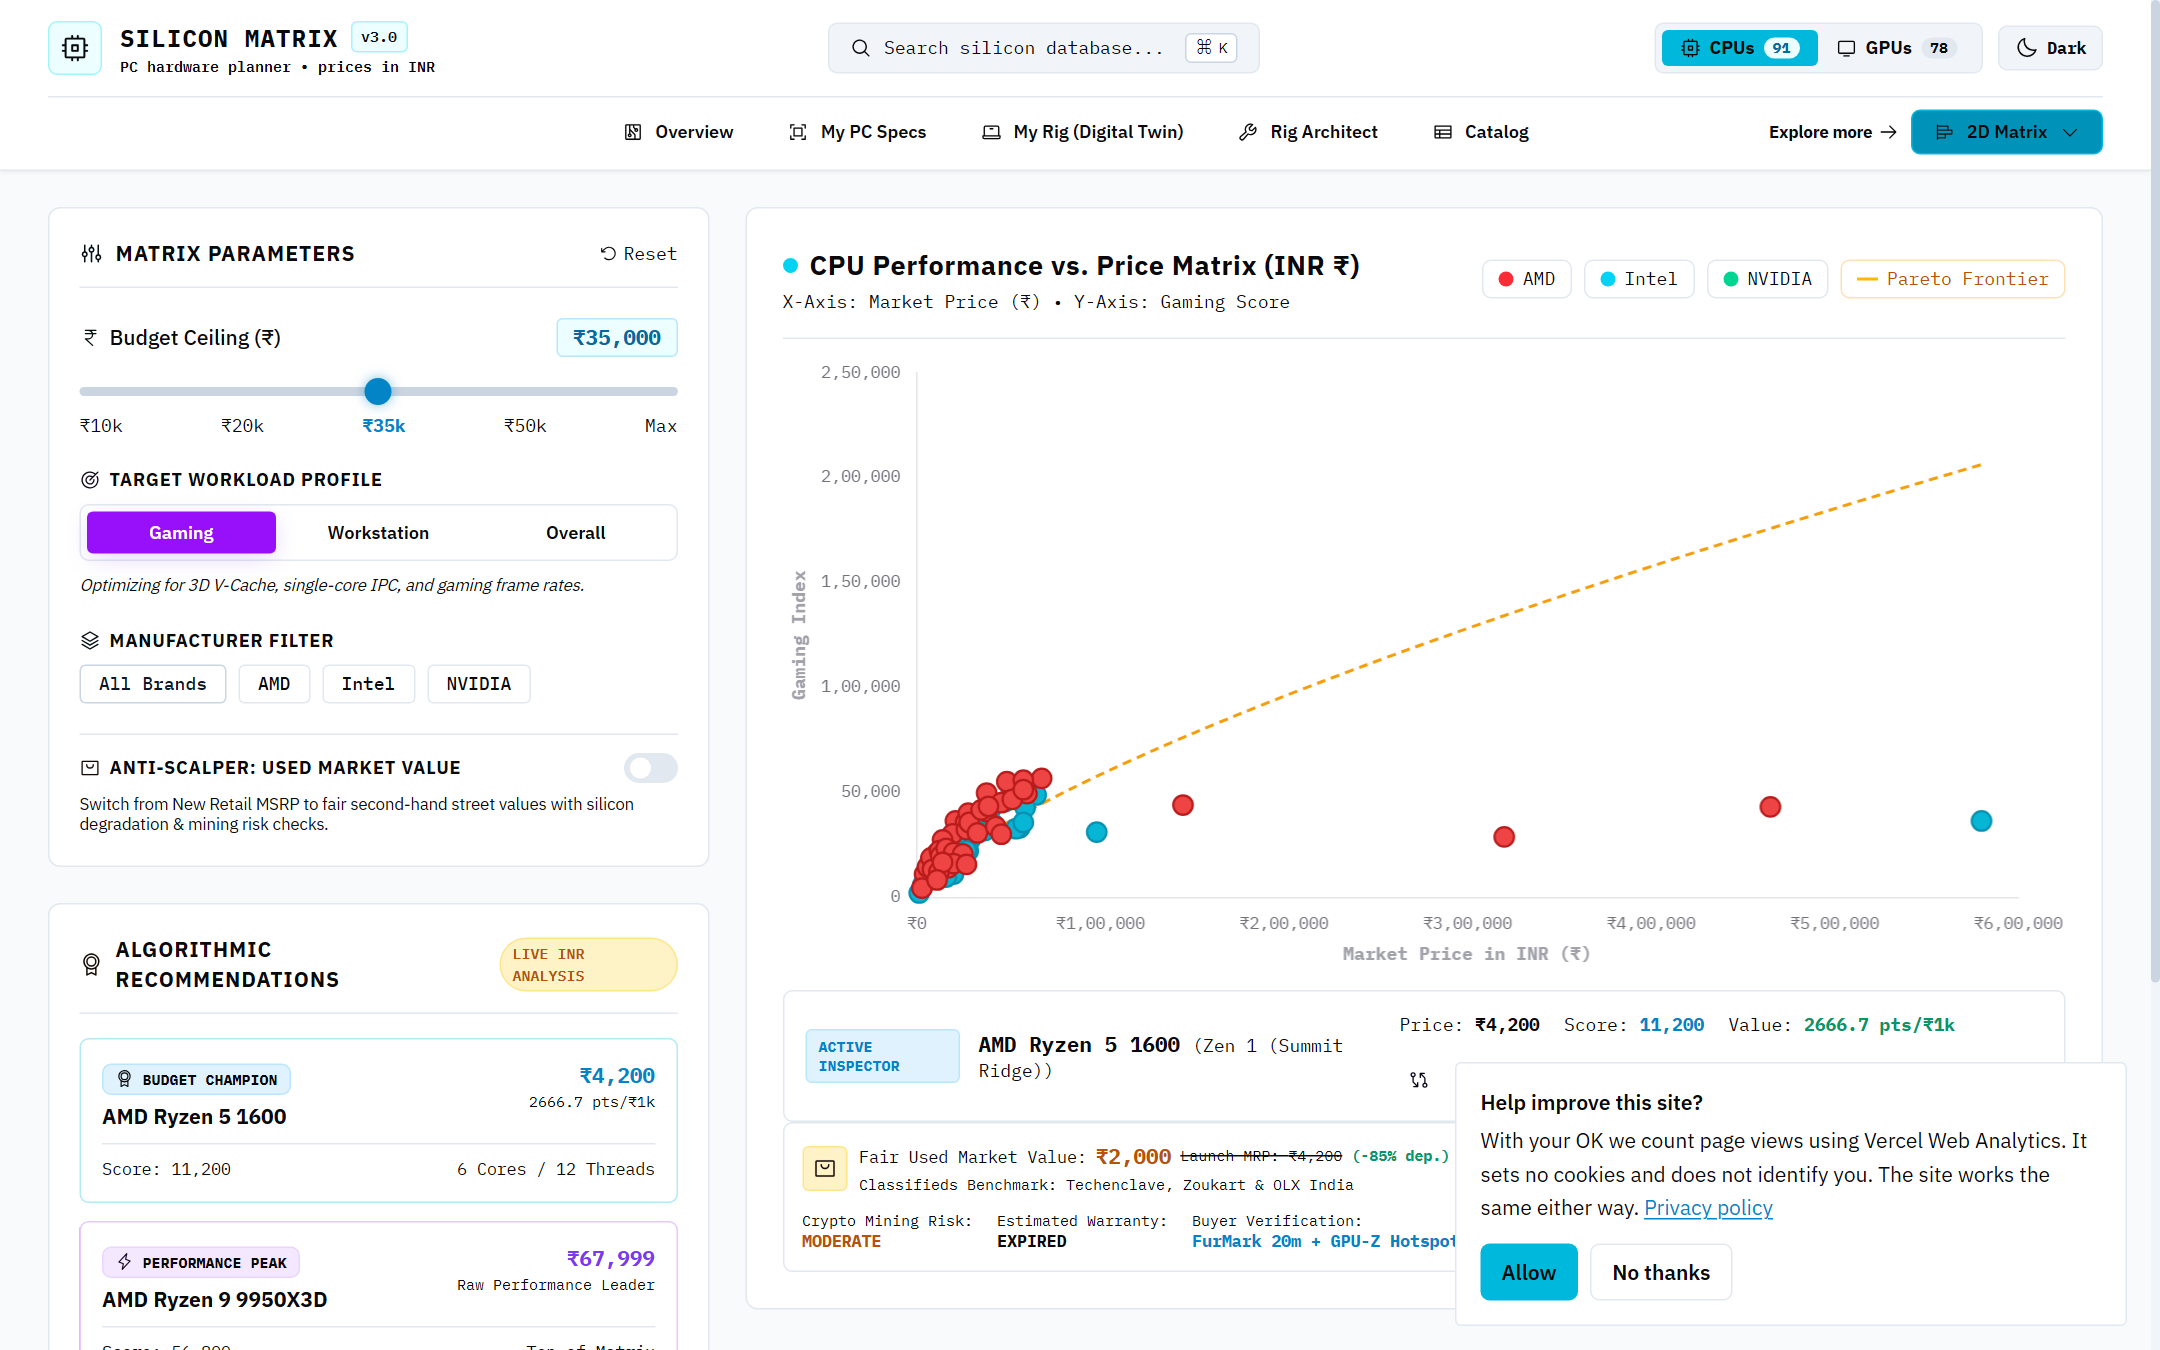 SILICON MATRIX v3.0
PC hardware planner • prices in INR
Search silicon database... ⌘ K
CPUs 91
GPUs 78
Dark
Overview
My PC Specs
My Rig (Digital Twin)
Rig Architect
Catalog
Explore more →
2D Matrix
MATRIX PARAMETERS
Reset
Budget Ceiling (₹)
₹35,000
₹10k ₹20k ₹35k ₹50k Max
TARGET WORKLOAD PROFILE
Gaming Workstation Overall
Optimizing for 3D V-Cache, single-core IPC, and gaming frame rates.
MANUFACTURER FILTER
All Brands AMD Intel NVIDIA
ANTI-SCALPER: USED MARKET VALUE
Switch from New Retail MSRP to fair second-hand street values with silicon
degradation & mining risk checks.
ALGORITHMIC
RECOMMENDATIONS
LIVE INR
ANALYSIS
BUDGET CHAMPION
₹4,200
2666.7 pts/₹1k
AMD Ryzen 5 1600
Score: 11,200
6 Cores / 12 Threads
PERFORMANCE PEAK
₹67,999
Raw Performance Leader
AMD Ryzen 9 9950X3D
CPU Performance vs. Price Matrix (INR ₹)
X-Axis: Market Price (₹) • Y-Axis: Gaming Score
AMD
Intel
NVIDIA
Pareto Frontier
2,50,000
2,00,000
1,50,000
1,00,000
50,000
0
Gaming Index
₹0 ₹1,00,000 ₹2,00,000 ₹3,00,000 ₹4,00,000 ₹5,00,000 ₹6,00,000
Market Price in INR (₹)
ACTIVE
INSPECTOR
AMD Ryzen 5 1600 (Zen 1 (Summit
Ridge))
Price: ₹4,200 Score: 11,200 Value: 2666.7 pts/₹1k
Fair Used Market Value: ₹2,000 Launch MRP: ₹4,200 (-85% dep.)
Classifieds Benchmark: Techenclave, Zoukart & OLX India
Crypto Mining Risk:
MODERATE
Estimated Warranty:
EXPIRED
Buyer Verification:
FurMark 20m + GPU-Z Hotspot
Help improve this site?
With your OK we count page views using Vercel Web Analytics. It
sets no cookies and does not identify you. The site works the
same either way. Privacy policy
Allow
No thanks